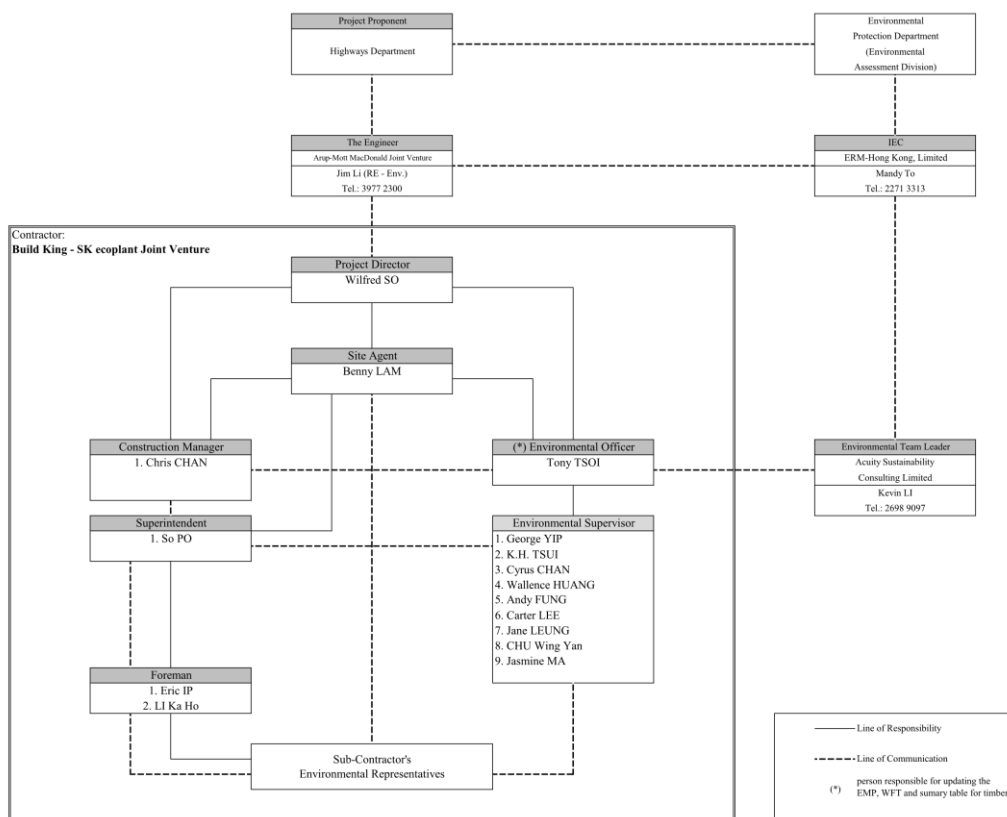 Project Proponent
Highways Department
Environmental
Protection Department
(Environmental
Assessment Division)
The Engineer
Arup-Mott MacDonald Joint Venture
Jim Li (RE - Env.)
Tel.: 3977 2300
IEC
ERM-Hong Kong, Limited
Mandy To
Tel.: 2271 3313
Contractor:
Build King - SK ecoplant Joint Venture
Project Director
Wilfred SO
Site Agent
Benny LAM
Construction Manager
1. Chris CHAN
(*) Environmental Officer
Tony TSOI
Environmental Team Leader
Acuity Sustainability
Consulting Limited
Kevin LI
Tel.: 2698 9097
Superintendent
1. So PO
Environmental Supervisor
1. George YIP
2. K.H. TSUI
3. Cyrus CHAN
4. Wallence HUANG
5. Andy FUNG
6. Carter LEE
7. Jane LEUNG
8. CHU Wing Yan
9. Jasmine MA
Foreman
1. Eric IP
2. LI Ka Ho
Sub-Contractor's
Environmental Representatives
Line of Responsibility
Line of Communication
(*) person responsible for updating the
EMP, WFT and sumary table for timber